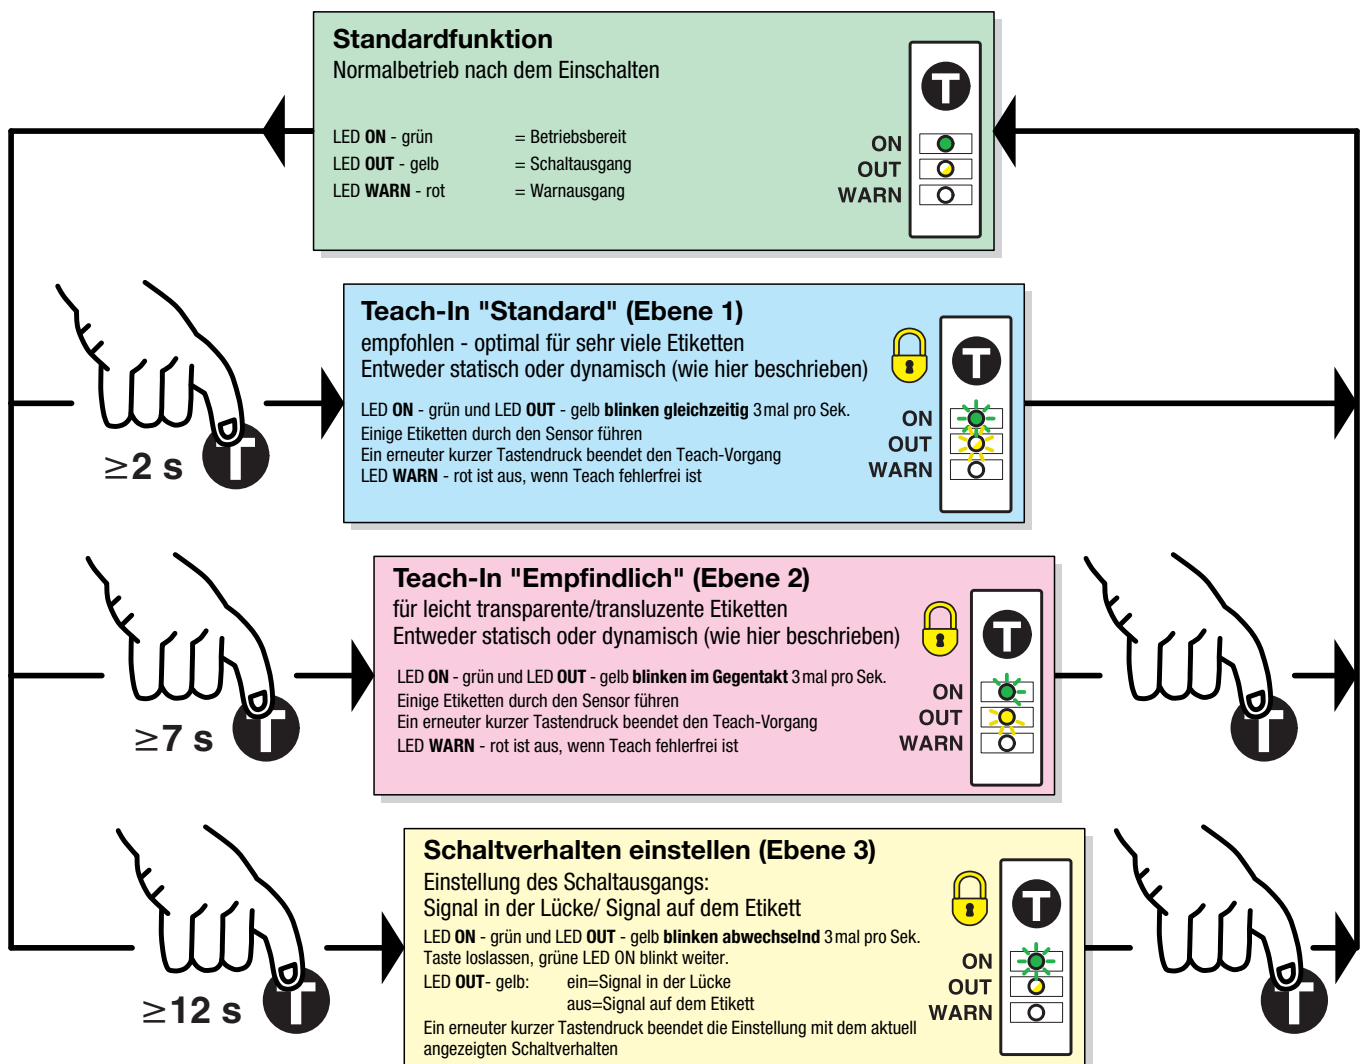 Standardfunktion
Normalbetrieb nach dem Einschalten
LED ON - grün = Betriebsbereit
LED OUT - gelb = Schaltausgang
LED WARN - rot = Warnausgang
T
ON
OUT
WARN
Teach-In "Standard" (Ebene 1)
empfohlen - optimal für sehr viele Etiketten
Entweder statisch oder dynamisch (wie hier beschrieben)
LED ON - grün und LED OUT - gelb blinken gleichzeitig 3mal pro Sek.
Einige Etiketten durch den Sensor führen
Ein erneuter kurzer Tastendruck beendet den Teach-Vorgang
LED WARN - rot ist aus, wenn Teach fehlerfrei ist
T
ON
OUT
WARN
≥2 s T
Teach-In "Empfindlich" (Ebene 2)
für leicht transparente/transluzente Etiketten
Entweder statisch oder dynamisch (wie hier beschrieben)
LED ON - grün und LED OUT - gelb blinken im Gegentakt 3mal pro Sek.
Einige Etiketten durch den Sensor führen
Ein erneuter kurzer Tastendruck beendet den Teach-Vorgang
LED WARN - rot ist aus, wenn Teach fehlerfrei ist
T
ON
OUT
WARN
≥7 s T
T
Schaltverhalten einstellen (Ebene 3)
Einstellung des Schaltausgangs:
Signal in der Lücke/ Signal auf dem Etikett
LED ON - grün und LED OUT - gelb blinken abwechselnd 3mal pro Sek.
Taste loslassen, grüne LED ON blinkt weiter.
LED OUT- gelb: ein=Signal in der Lücke
aus=Signal auf dem Etikett
Ein erneuter kurzer Tastendruck beendet die Einstellung mit dem aktuell
angezeigten Schaltverhalten
T
ON
OUT
WARN
≥12 s T
T